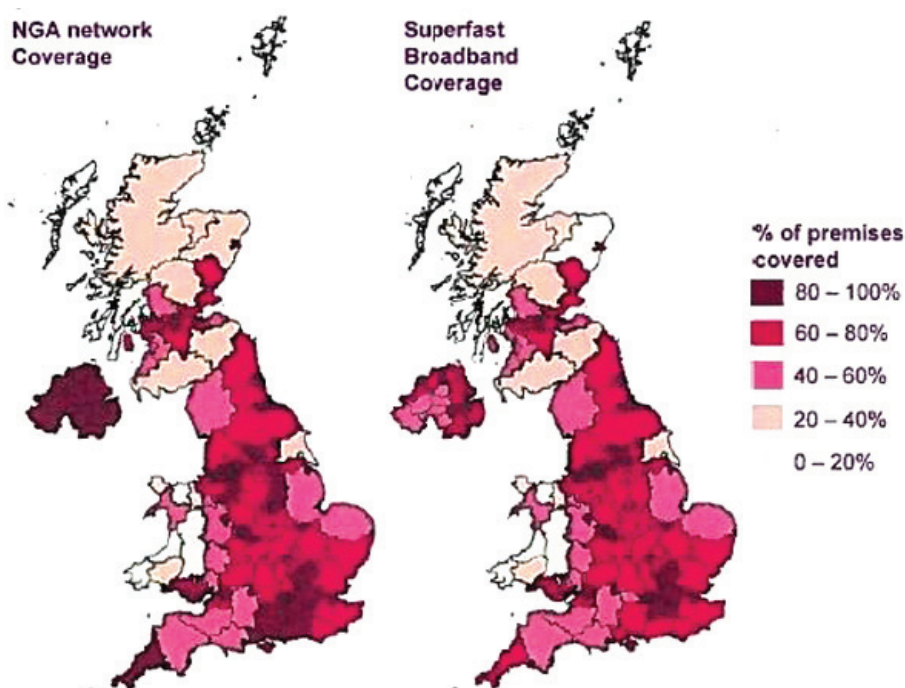 NGA network
Coverage
Superfast
Broadband
Coverage
% of premises
covered
80 – 100%
60 – 80%
40 – 60%
20 – 40%
0 – 20%